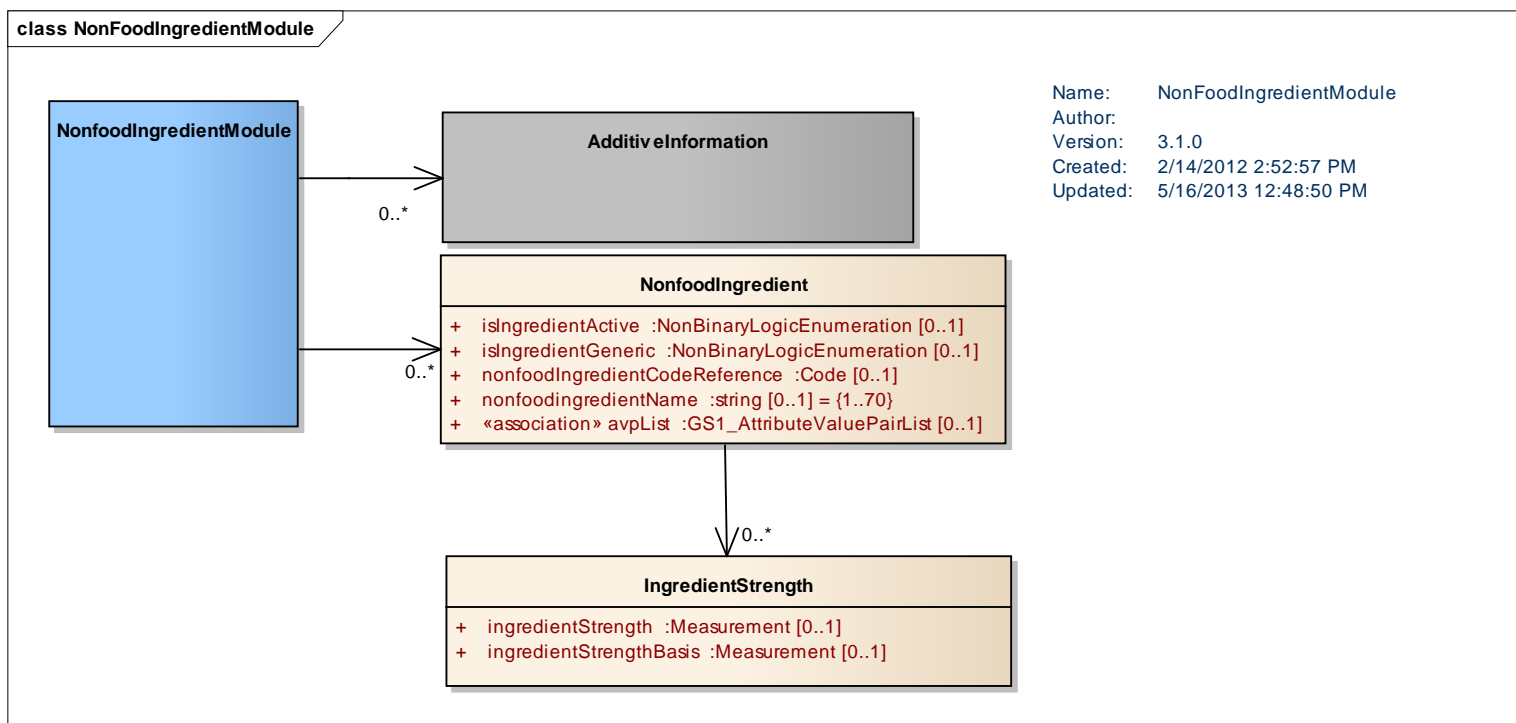 class NonFoodIngredientModule
NonfoodIngredientModule
AdditiveInformation
0..*
Name: NonFoodIngredientModule
Author:
Version: 3.1.0
Created: 2/14/2012 2:52:57 PM
Updated: 5/16/2013 12:48:50 PM
NonfoodIngredient
+ isIngredientActive :NonBinaryLogicEnumeration [0..1]
+ isIngredientGeneric :NonBinaryLogicEnumeration [0..1]
+ nonfoodIngredientCodeReference :Code [0..1]
+ nonfoodingredientName :string [0..1] = {1..70}
+ «association» avpList :GS1_AttributeValuePairList [0..1]
0..*
0..*
IngredientStrength
+ ingredientStrength :Measurement [0..1]
+ ingredientStrengthBasis :Measurement [0..1]